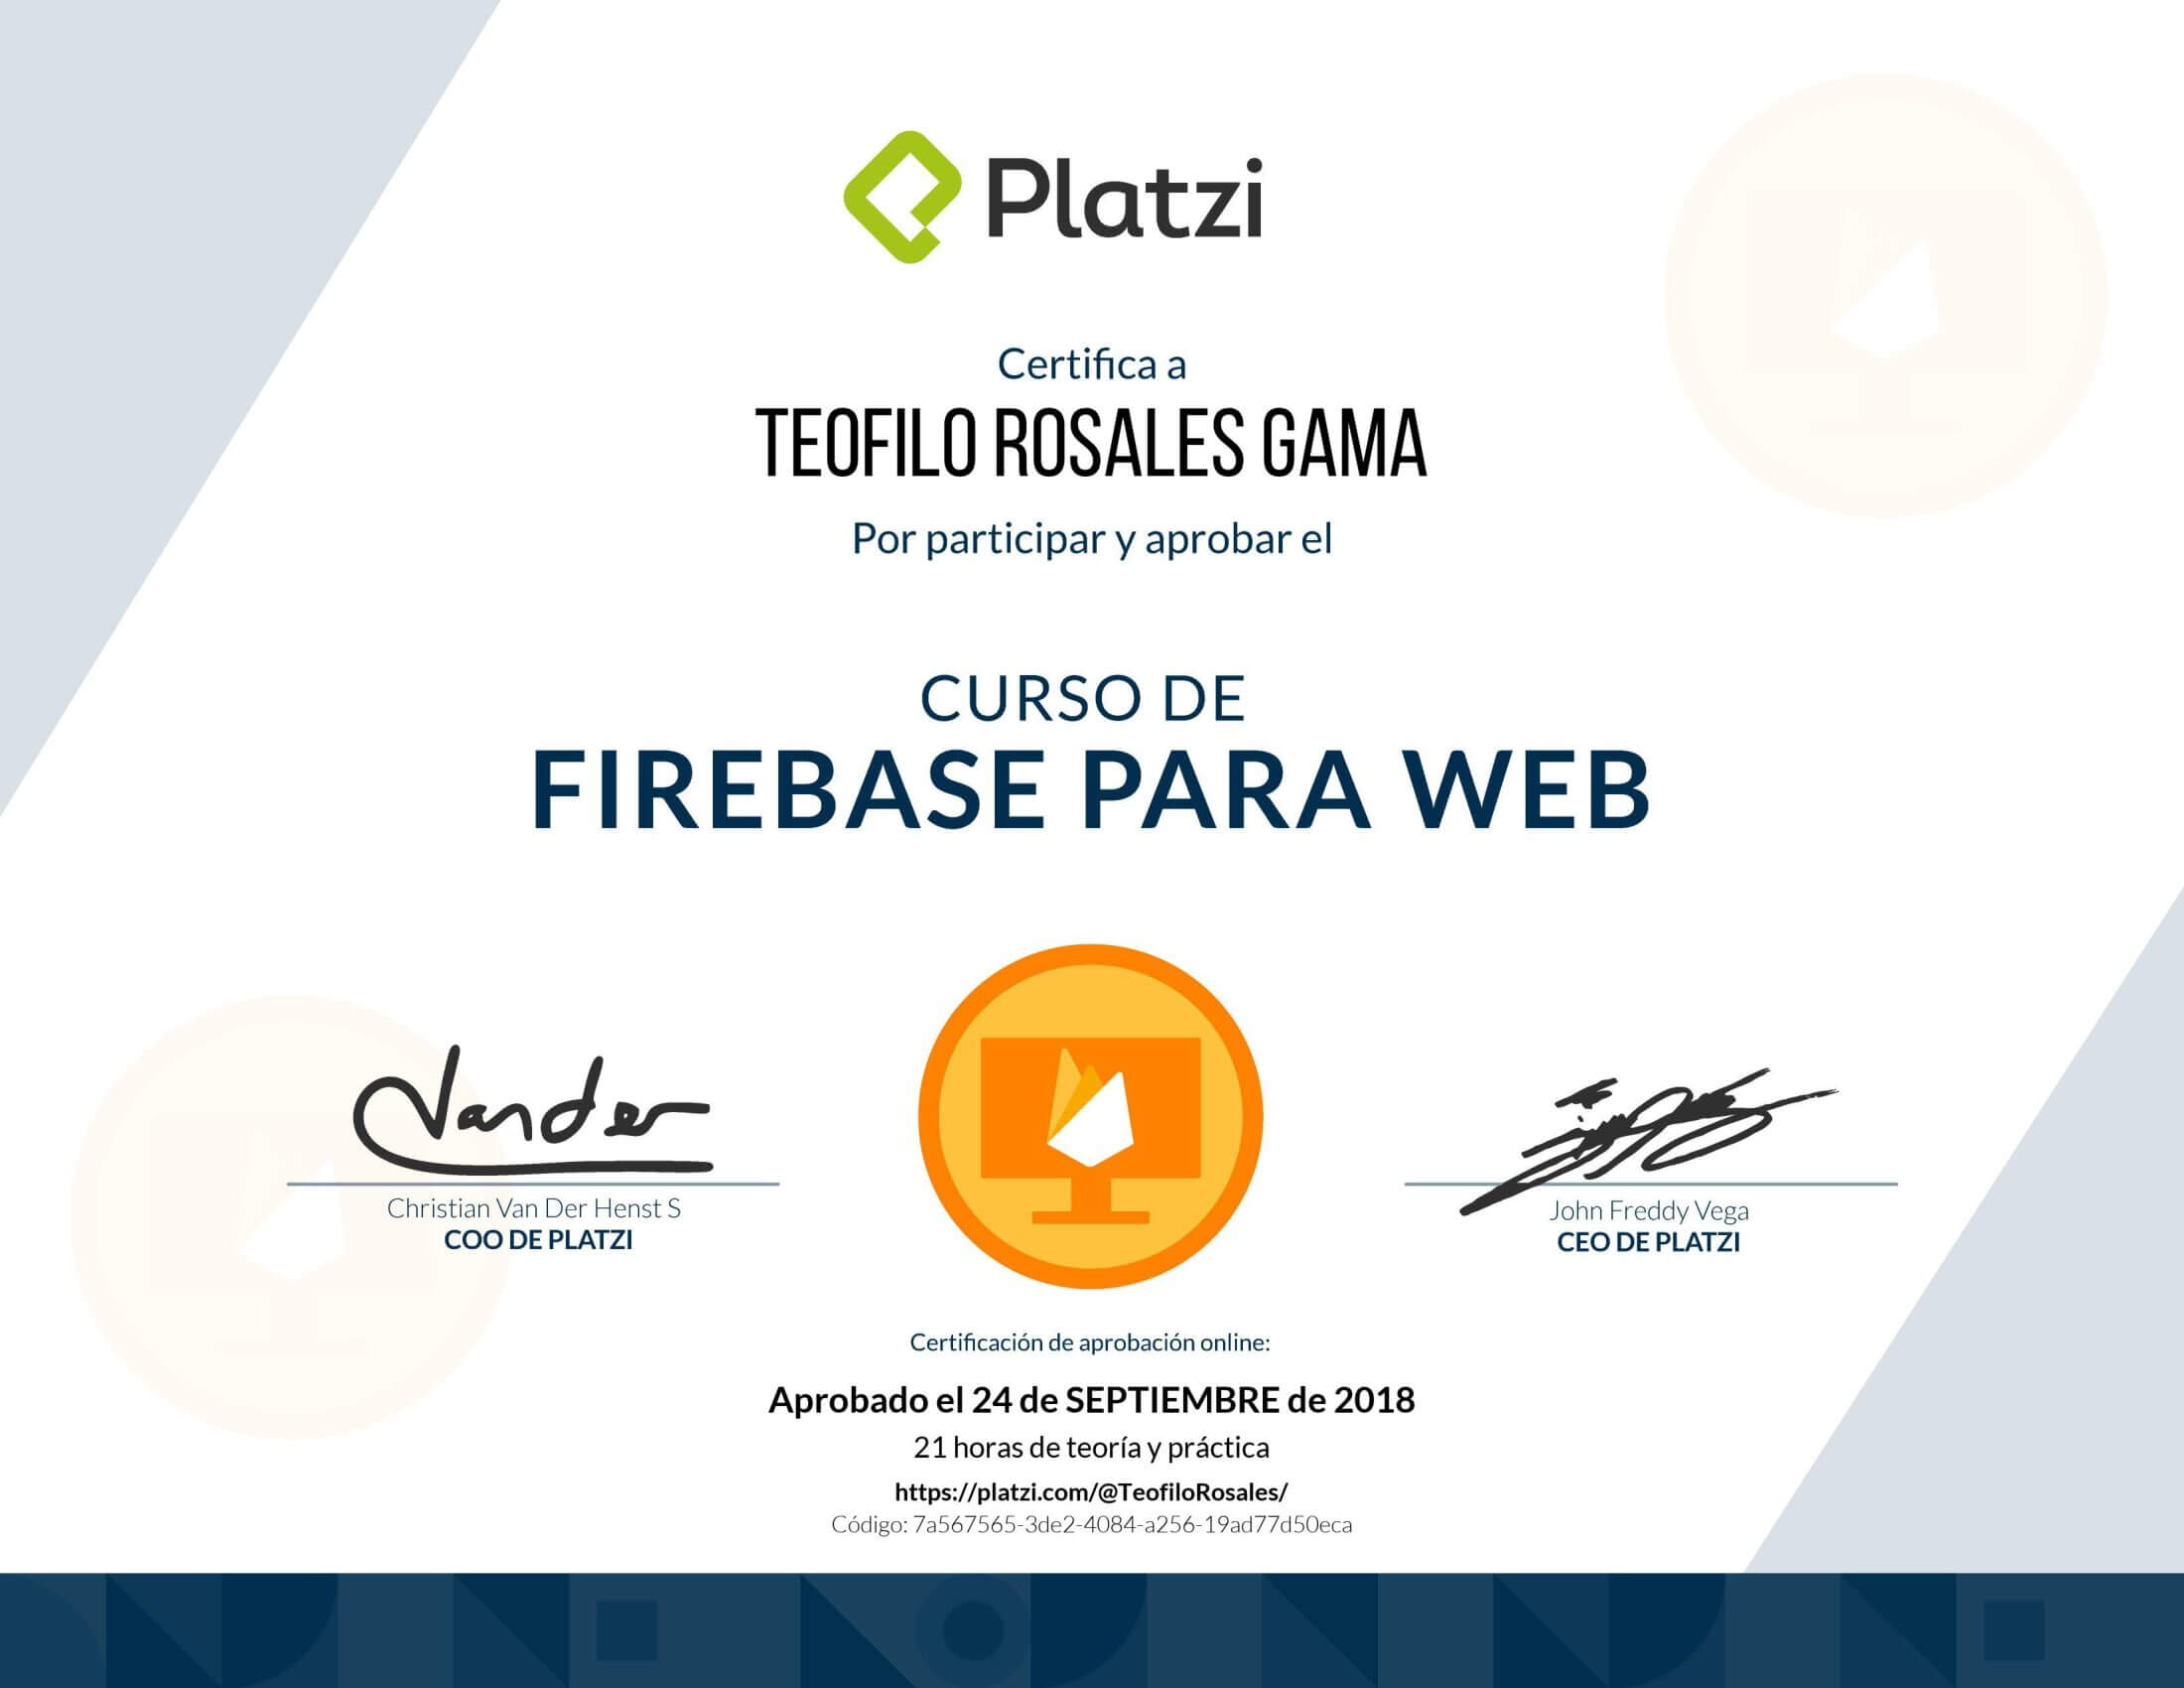 Platzi
Certifica a
TEOFILO ROSALES GAMA
Por participar y aprobar el
CURSO DE
FIREBASE PARA WEB
Vander
Christian Van Der Henst S
COO DE PLATZI
John Freddy Vega
CEO DE PLATZI
Certificación de aprobación online:
Aprobado el 24 de SEPTIEMBRE de 2018
21 horas de teoría y práctica
https://platzi.com/@TeofiloRosales/
Código: 7a567565-3de2-4084-a256-19ad77d50eca